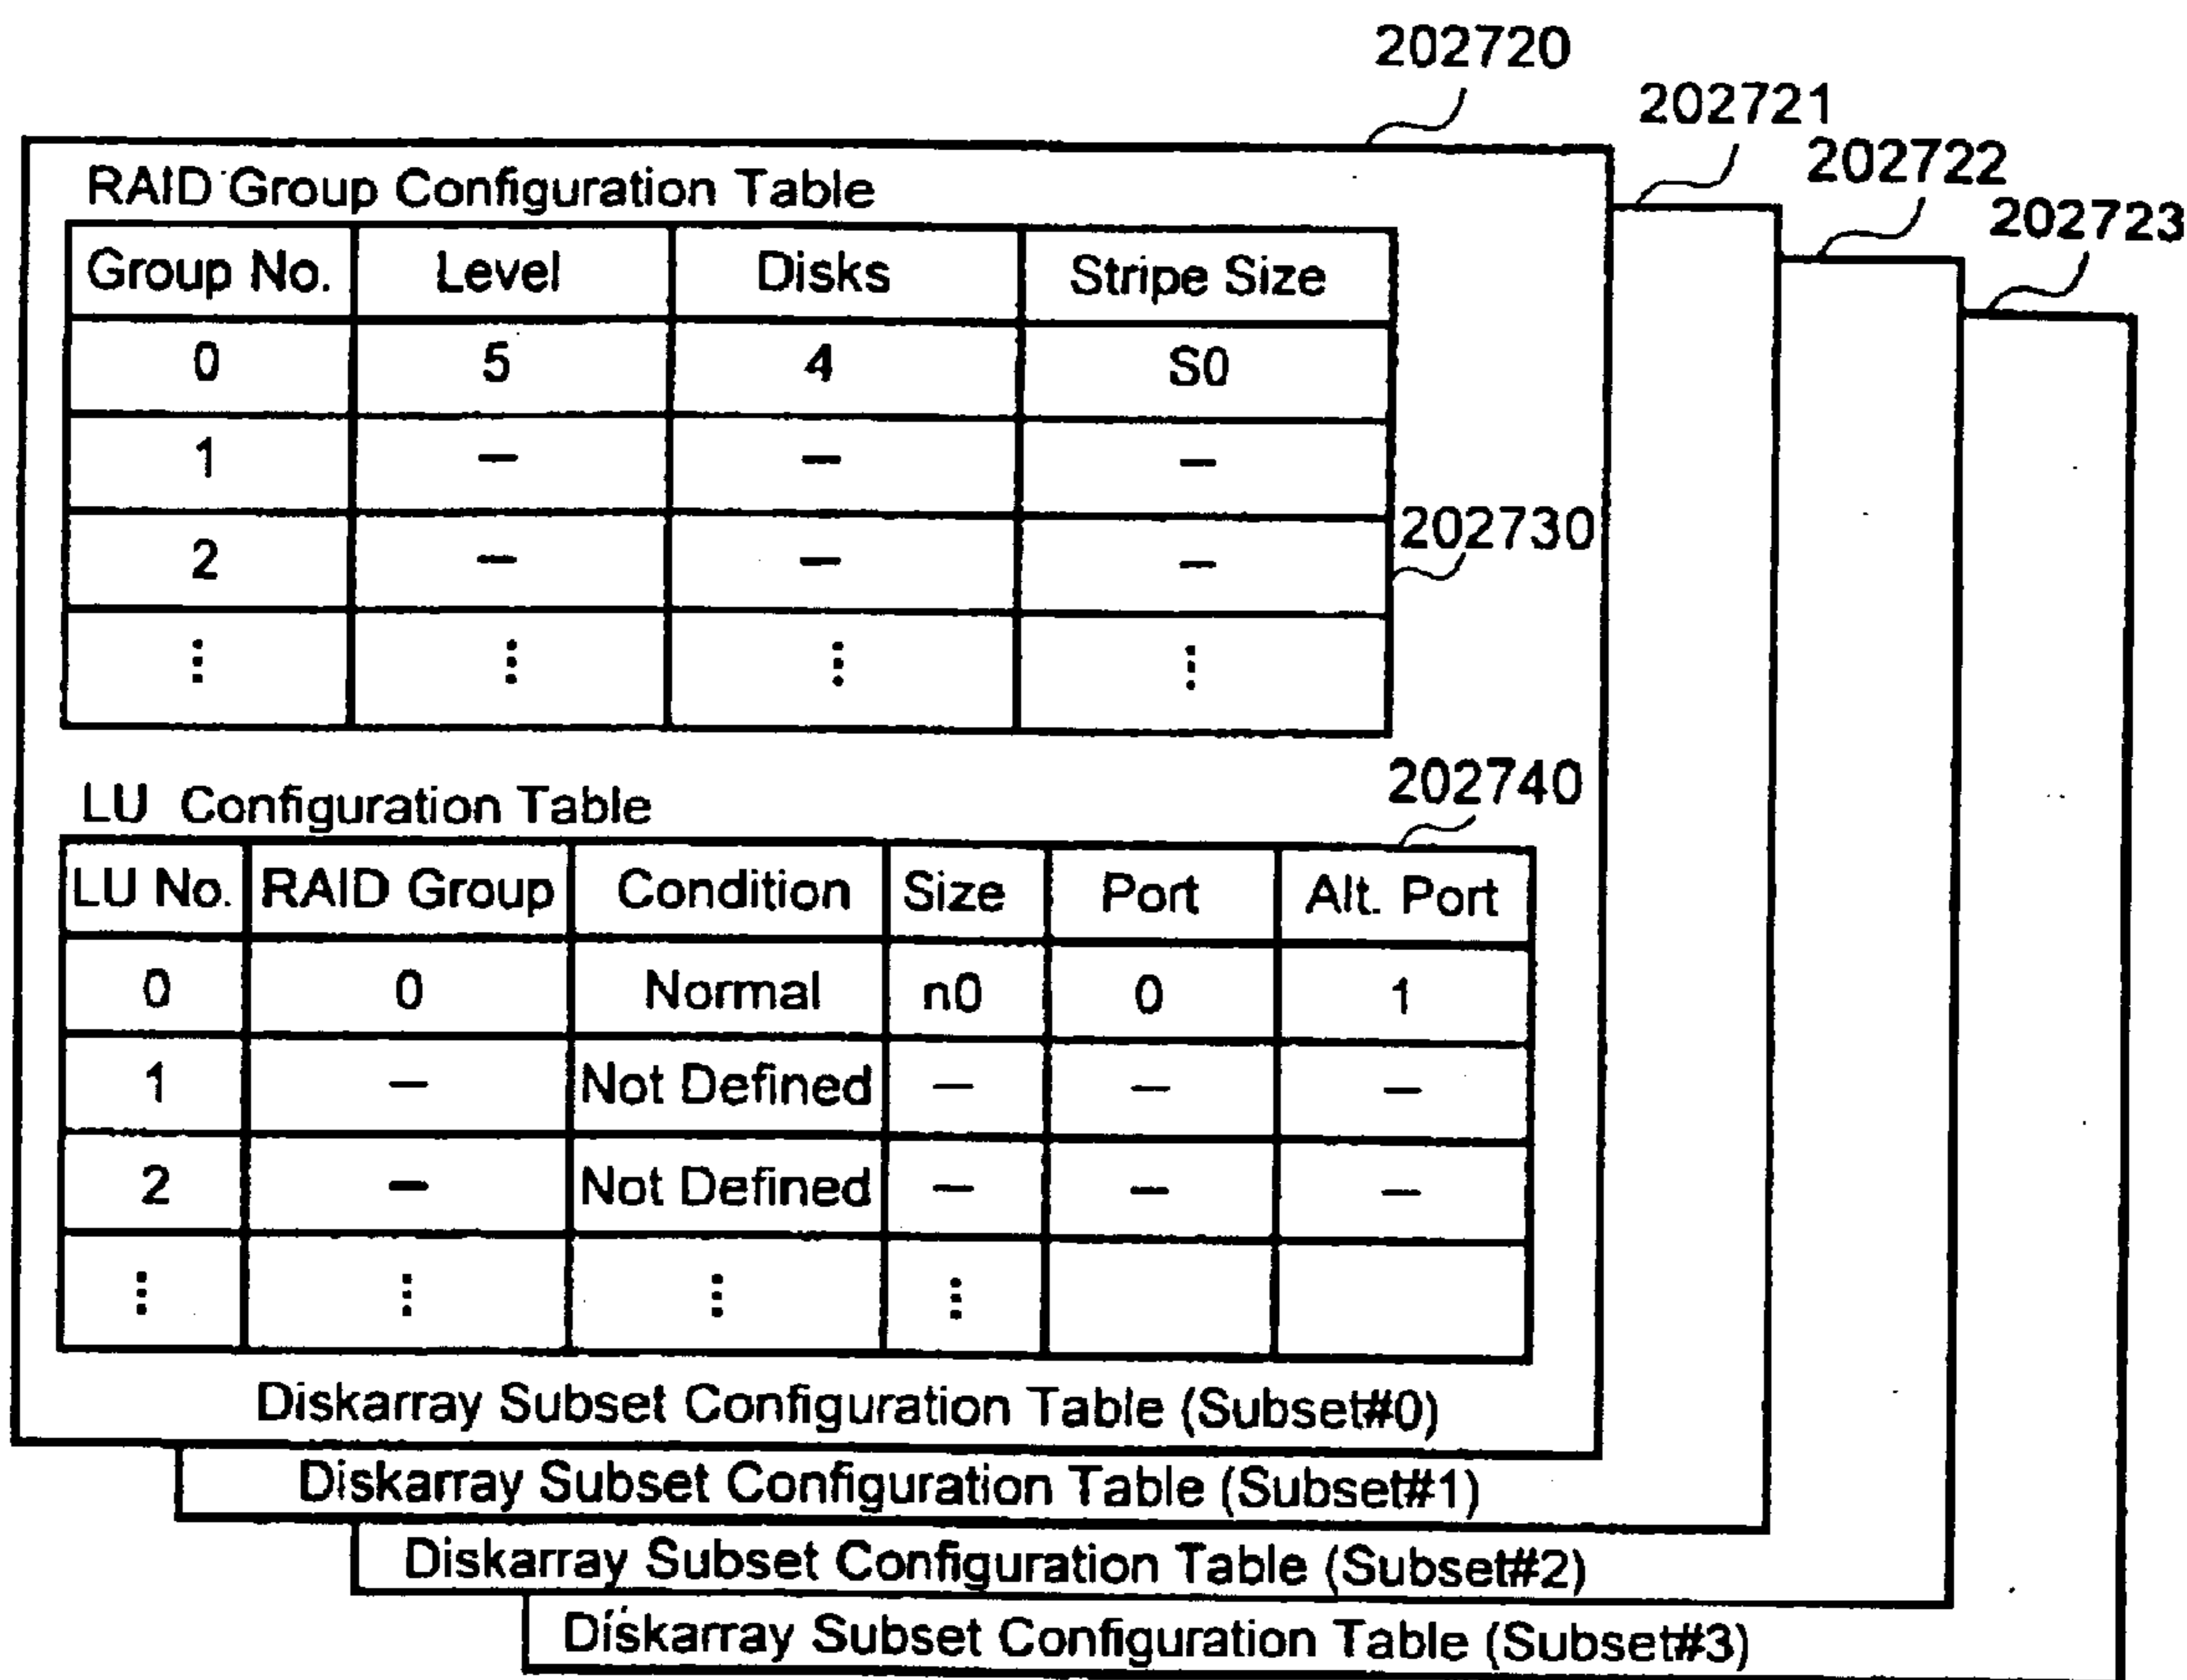 202720
202721
202722
202723
RAID Group Configuration Table
Group No. Level Disks Stripe Size
0 5 4 S0
1 – – –
2 – – –
⋮ ⋮ ⋮ ⋮
202730
LU Configuration Table
202740
LU No. RAID Group Condition Size Port Alt. Port
0 0 Normal n0 0 1
1 – Not Defined – – –
2 – Not Defined – – –
⋮ ⋮ ⋮ ⋮
Diskarray Subset Configuration Table (Subset#0)
Diskarray Subset Configuration Table (Subset#1)
Diskarray Subset Configuration Table (Subset#2)
Diskarray Subset Configuration Table (Subset#3)